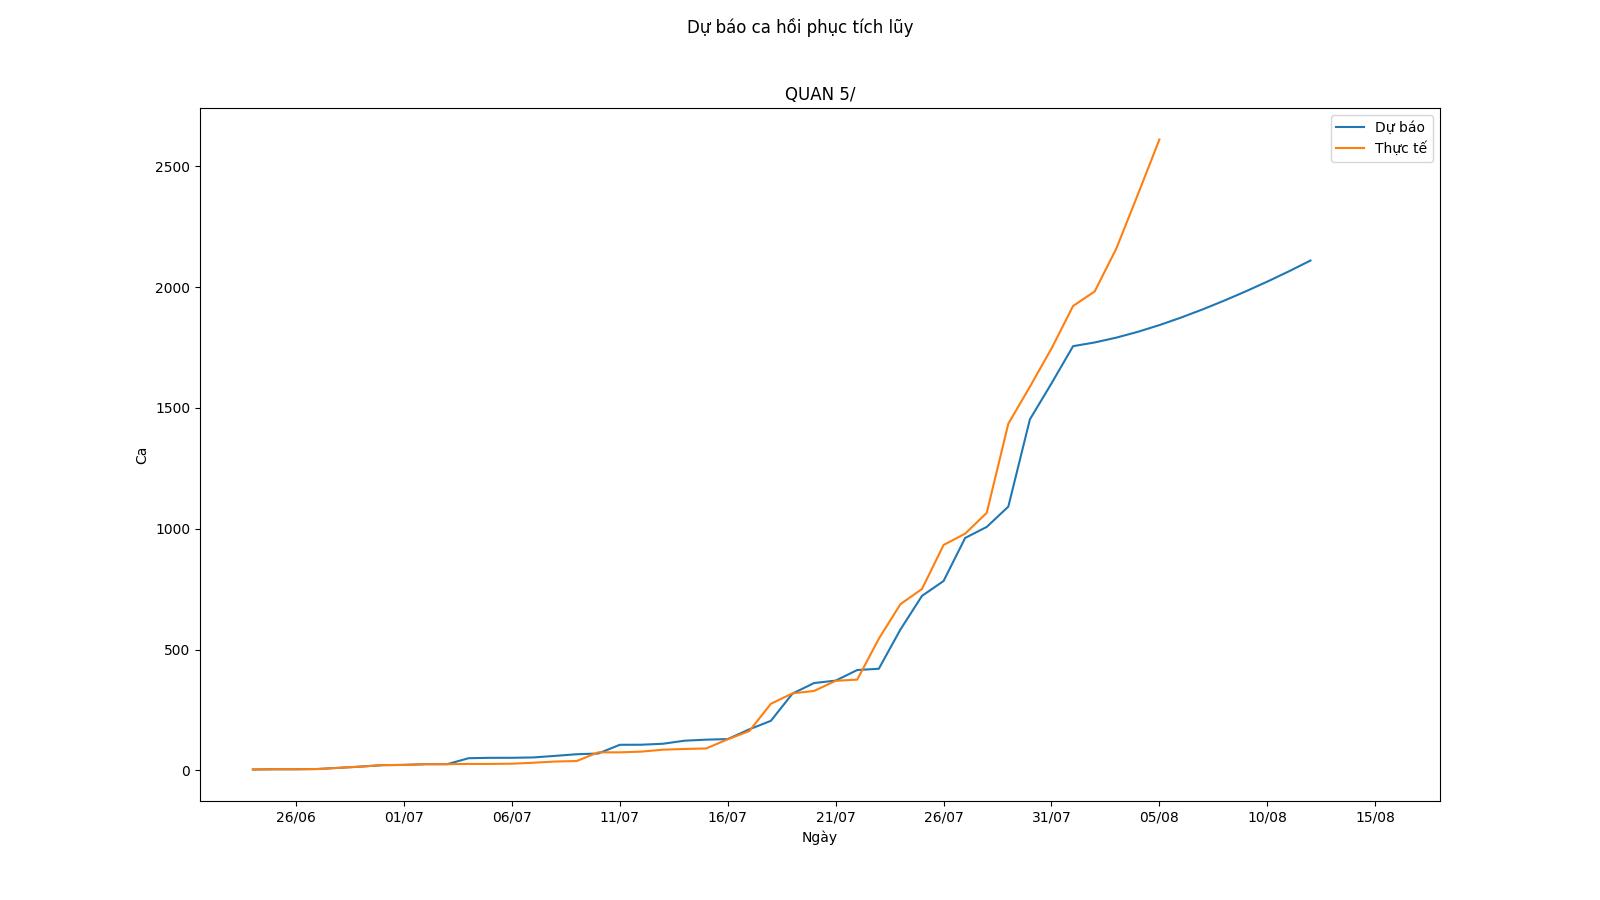 Dự báo ca hồi phục tích lũy
QUAN 5/
Dự báo
Thực tế
2500
2000
1500
1000
500
0
Ca
26/06
01/07
06/07
11/07
16/07
21/07
26/07
31/07
05/08
10/08
15/08
Ngày